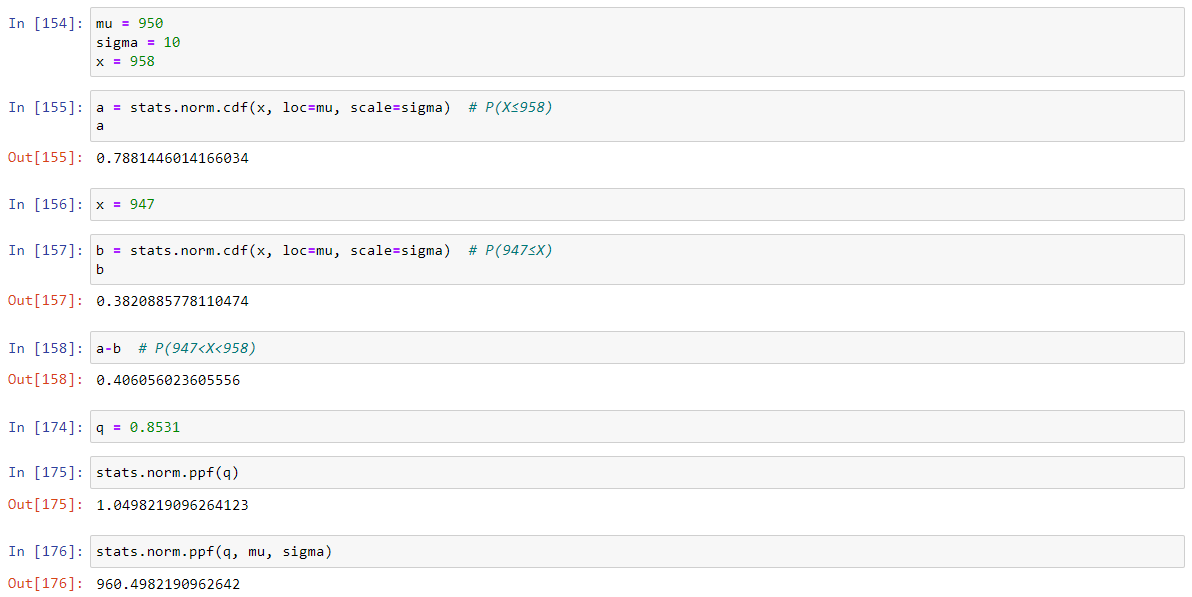 In [154]: mu = 950
sigma = 10
x = 958
In [155]: a = stats.norm.cdf(x, loc=mu, scale=sigma)  # P(X≤958)
a
Out[155]: 0.7881446014166034
In [156]: x = 947
In [157]: b = stats.norm.cdf(x, loc=mu, scale=sigma)  # P(947≤X)
b
Out[157]: 0.3820885778110474
In [158]: a-b  # P(947<X<958)
Out[158]: 0.406056023605556
In [174]: q = 0.8531
In [175]: stats.norm.ppf(q)
Out[175]: 1.0498219096264123
In [176]: stats.norm.ppf(q, mu, sigma)
Out[176]: 960.4982190962642